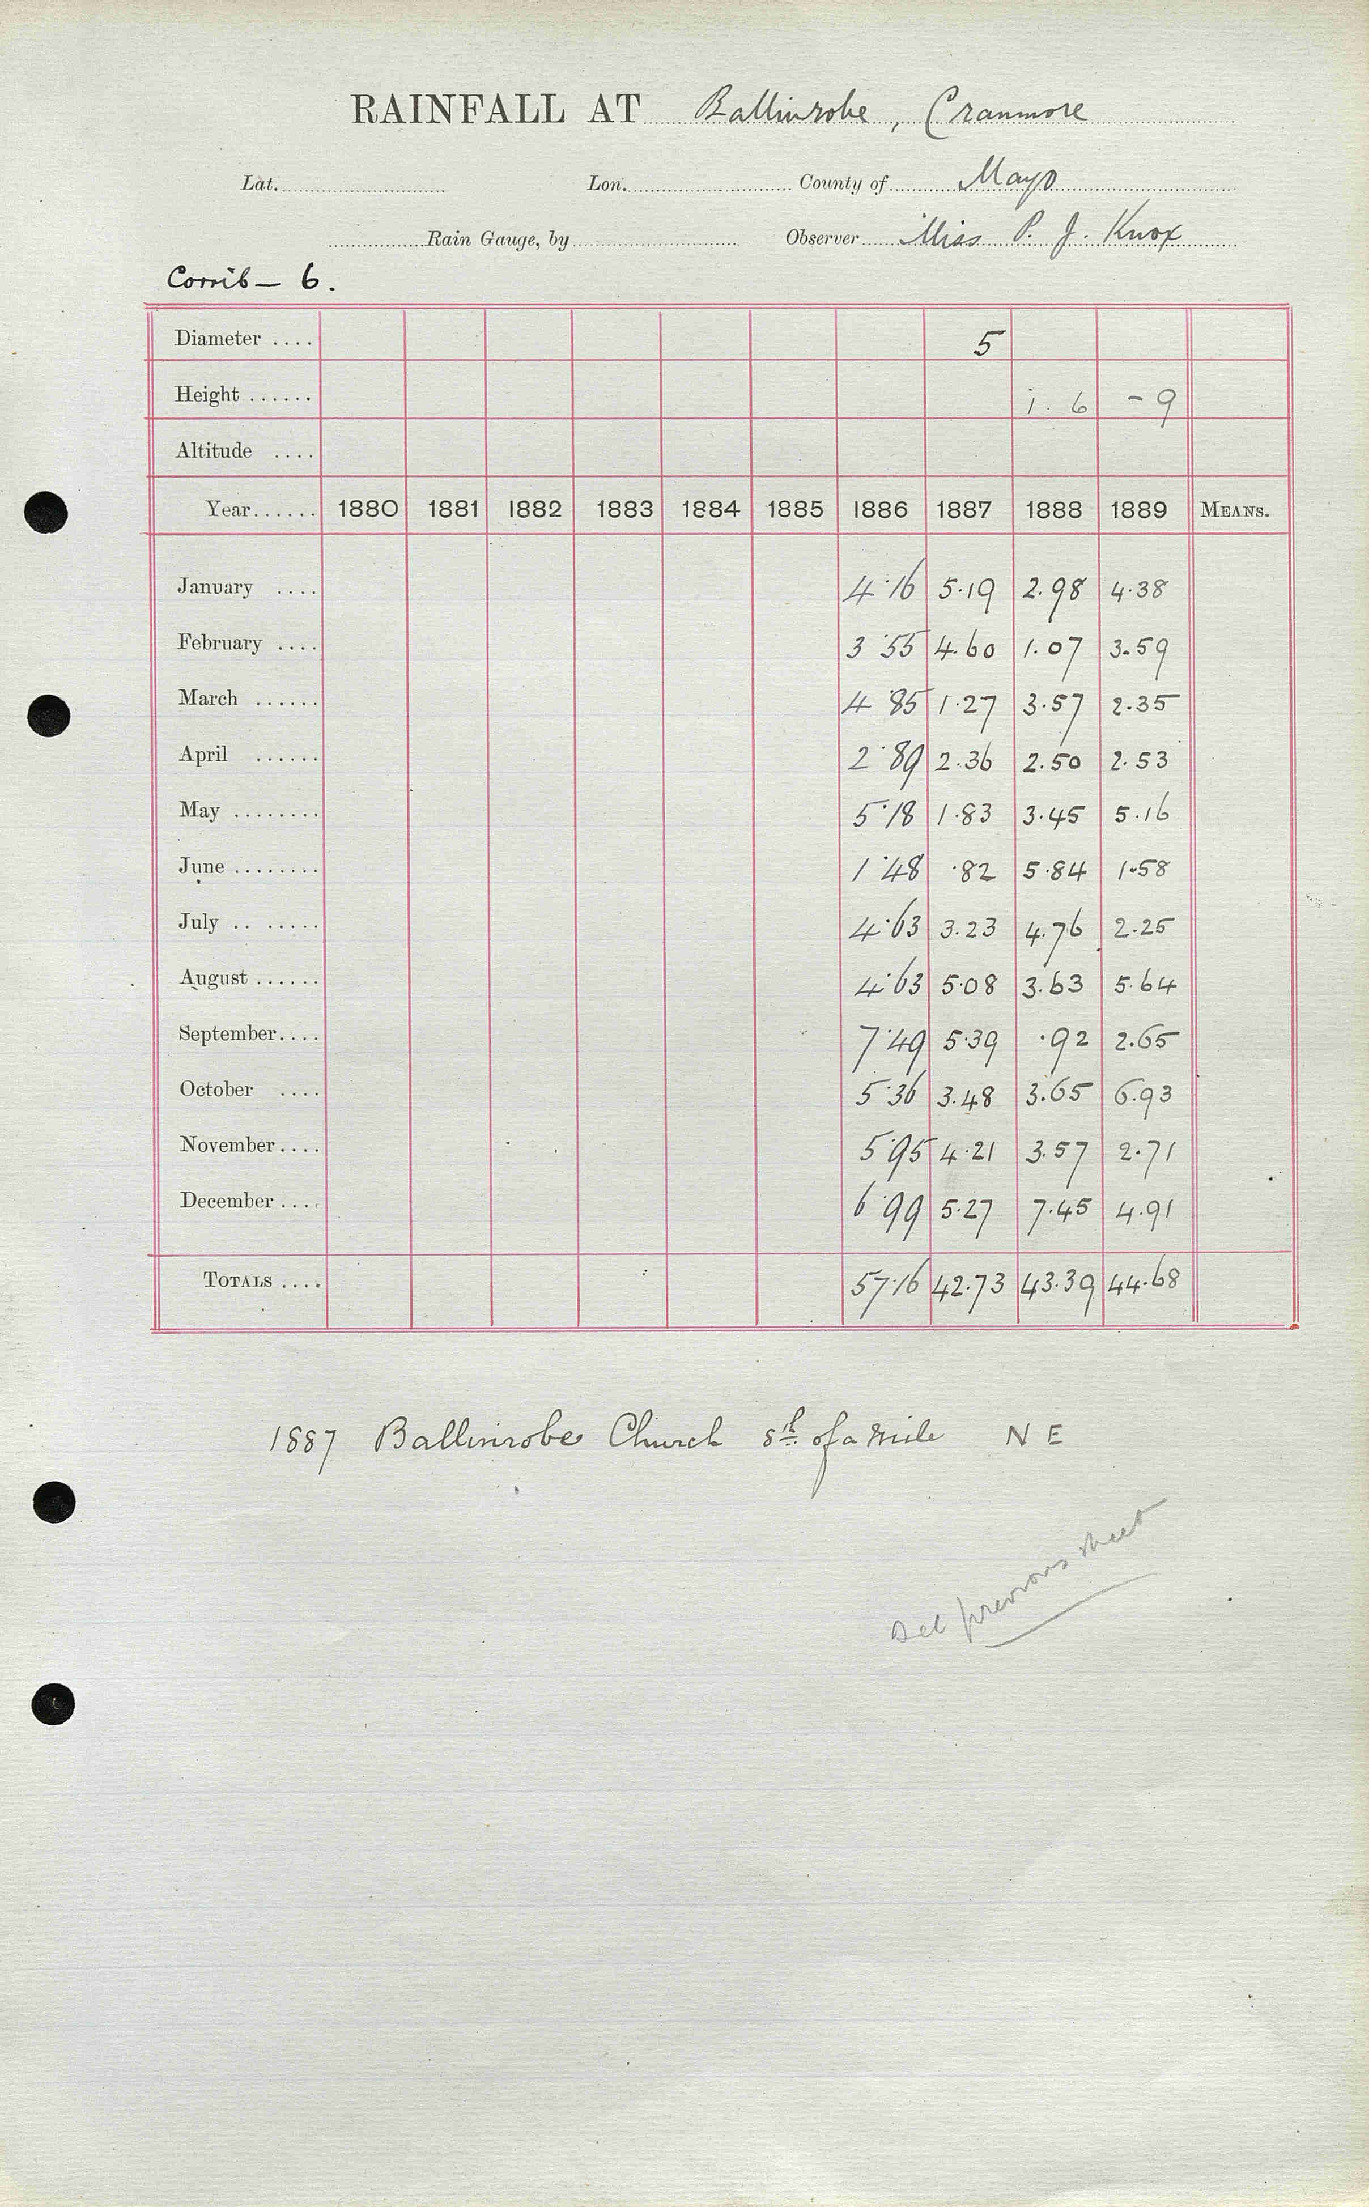 RAINFALL AT Ballinrobe, Cranmore
Lat. Lon. County of Mayo
Rain Gauge, by Observer Miss P. J. Knox
Corrib – 6.
Diameter .... 5
Height ...... 1.6 - 9
Altitude ....
Year...... 1880 1881 1882 1883 1884 1885 1886 1887 1888 1889 MEANS.
January .... 4.16 5.19 2.98 4.38
February .... 3.55 4.60 1.07 3.59
March ...... 4.85 1.27 3.57 2.35
April ...... 2.89 2.36 2.50 2.53
May ........ 5.18 1.83 3.45 5.16
June ........ 1.48 .82 5.84 1.58
July .. ..... 4.63 3.23 4.76 2.25
August ...... 4.63 5.08 3.63 5.64
September.... 7.49 5.39 .92 2.65
October .... 5.36 3.48 3.65 6.93
November.... 5.95 4.21 3.57 2.71
December .... 6.99 5.27 7.45 4.91
TOTALS .... 57.16 42.73 43.39 44.68
1887 Ballinrobe Church 8th of a mile N E
See previous sheet